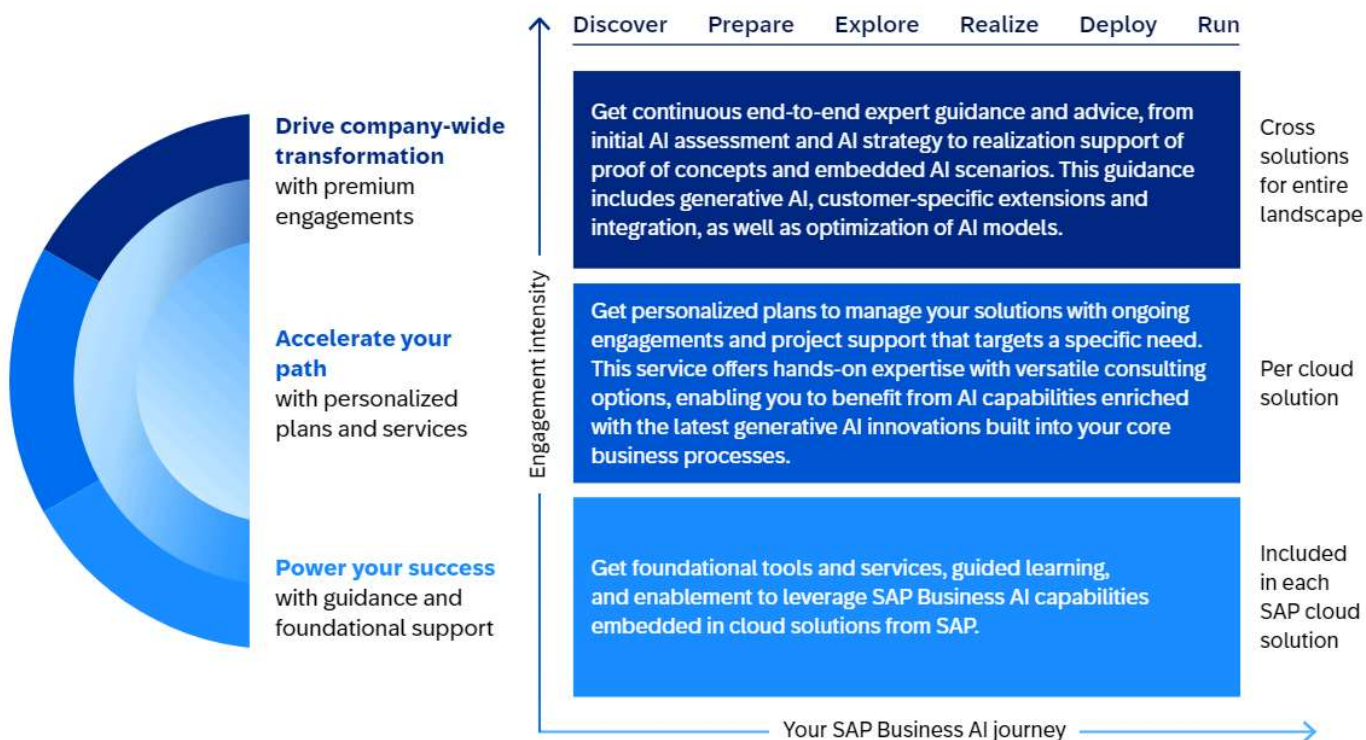 Discover Prepare Explore Realize Deploy Run
Drive company-wide
transformation
with premium
engagements
Get continuous end-to-end expert guidance and advice, from
initial AI assessment and AI strategy to realization support of
proof of concepts and embedded AI scenarios. This guidance
includes generative AI, customer-specific extensions and
integration, as well as optimization of AI models.
Cross
solutions
for entire
landscape
Engagement intensity
Accelerate your
path
with personalized
plans and services
Get personalized plans to manage your solutions with ongoing
engagements and project support that targets a specific need.
This service offers hands-on expertise with versatile consulting
options, enabling you to benefit from AI capabilities enriched
with the latest generative AI innovations built into your core
business processes.
Per cloud
solution
Power your success
with guidance and
foundational support
Get foundational tools and services, guided learning,
and enablement to leverage SAP Business AI capabilities
embedded in cloud solutions from SAP.
Included
in each
SAP cloud
solution
Your SAP Business AI journey